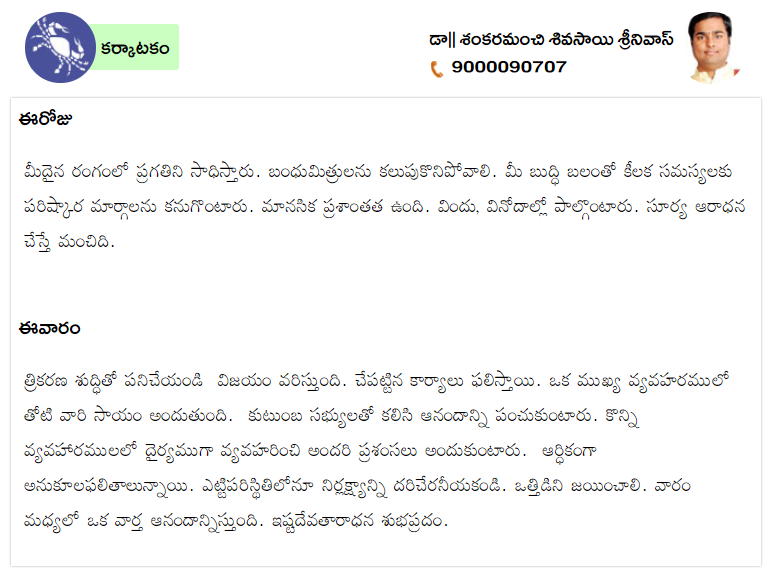 కర్కాటకం
డా|| శంకరమంచి శివసాయి శ్రీనివాస్
9000090707
ఈరోజు
మీదైన రంగంలో ప్రగతిని సాధిస్తారు. బంధుమిత్రులను కలుపుకొనిపోవాలి. మీ బుద్ధి బలంతో కీలక సమస్యలకు
పరిష్కార మార్గాలను కనుగొంటారు. మానసిక ప్రశాంతత ఉంది. విందు, వినోదాల్లో పాల్గొంటారు. సూర్య ఆరాధన
చేస్తే మంచిది.
ఈవారం
త్రికరణ శుద్ధితో పనిచేయండి విజయం వరిస్తుంది. చేపట్టిన కార్యాలు ఫలిస్తాయి. ఒక ముఖ్య వ్యవహరములో
తోటి వారి సాయం అందుతుంది. కుటుంబ సభ్యులతో కలిసి ఆనందాన్ని పంచుకుంటారు. కొన్ని
వ్యవహారములలో ధైర్యముగా వ్యవహరించి అందరి ప్రశంసలు అందుకుంటారు. ఆర్ధికంగా
అనుకూలఫలితాలున్నాయి. ఎట్టిపరిస్థితిలోనూ నిర్లక్ష్యాన్ని దరిచేరనీయకండి. ఒత్తిడిని జయించాలి. వారం
మధ్యలో ఒక వార్త ఆనందాన్నిస్తుంది. ఇష్టదేవతారాధన శుభప్రదం.